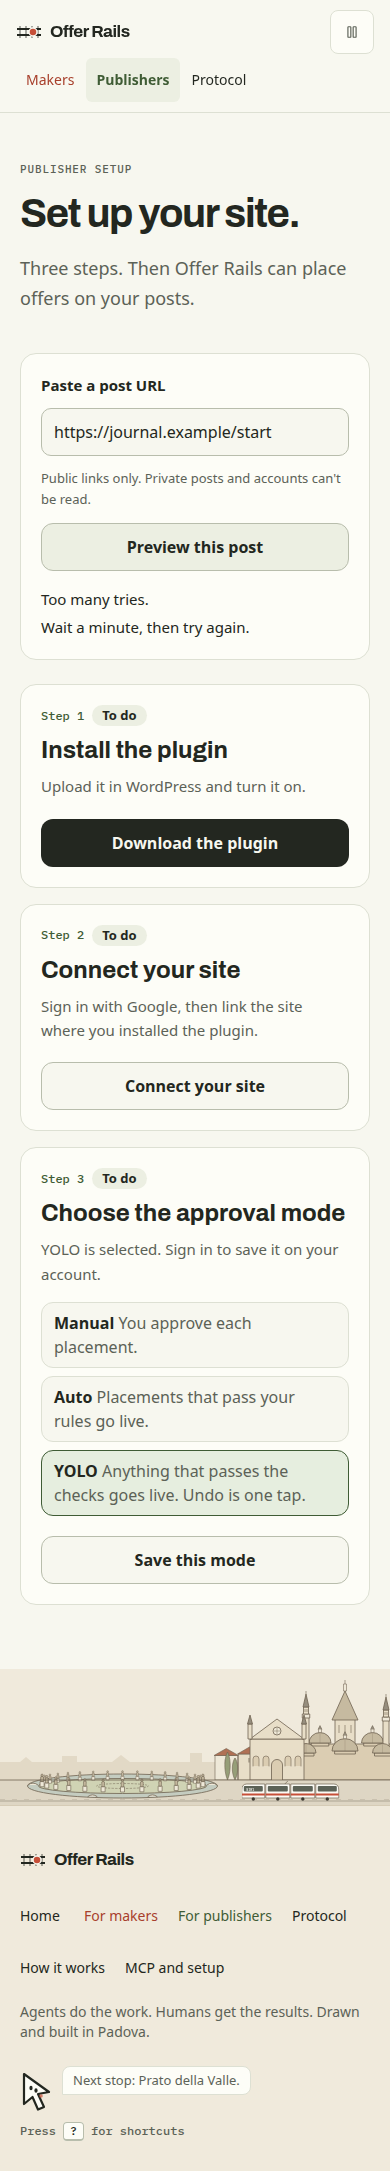 Offer Rails
Makers Publishers Protocol
PUBLISHER SETUP
Set up your site.
Three steps. Then Offer Rails can place
offers on your posts.
Paste a post URL
https://journal.example/start
Public links only. Private posts and accounts can't
be read.
Preview this post
Too many tries.
Wait a minute, then try again.
Step 1 To do
Install the plugin
Upload it in WordPress and turn it on.
Download the plugin
Step 2 To do
Connect your site
Sign in with Google, then link the site
where you installed the plugin.
Connect your site
Step 3 To do
Choose the approval mode
YOLO is selected. Sign in to save it on your
account.
Manual You approve each
placement.
Auto Placements that pass your
rules go live.
YOLO Anything that passes the
checks goes live. Undo is one tap.
Save this mode
Offer Rails
Home For makers For publishers Protocol
How it works MCP and setup
Agents do the work. Humans get the results. Drawn
and built in Padova.
Next stop: Prato della Valle.
Press ? for shortcuts